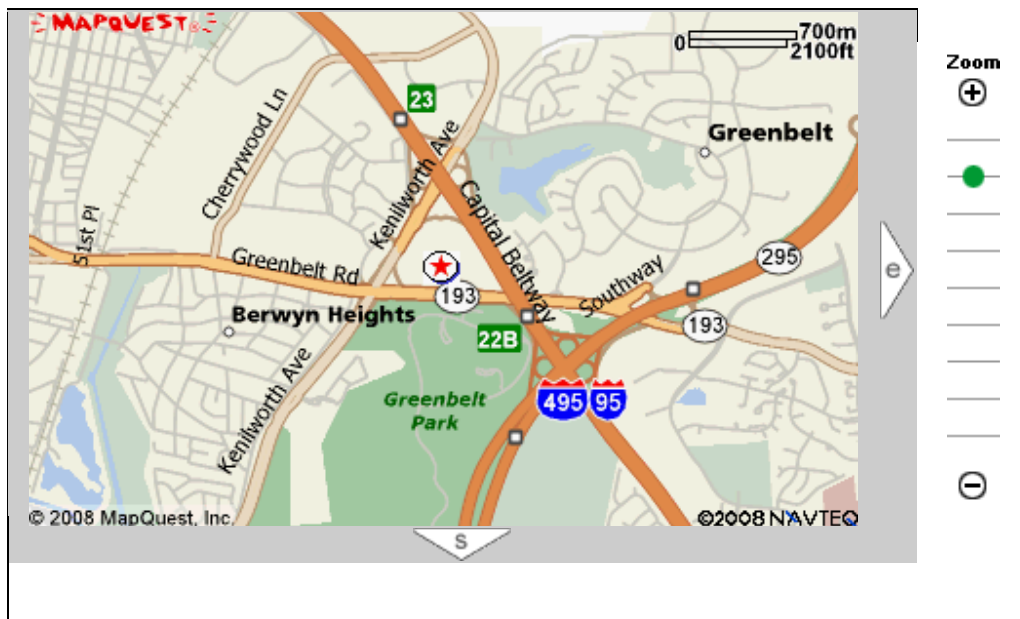 MAPQUEST®
0 700m
2100ft
Zoom
23
Cherrywood Ln
Kenilworth Ave
Greenbelt
Capital Beltway
51st Pl
Greenbelt Rd
193
Southway
295
e
Berwyn Heights
22B
193
Kenilworth Ave
Greenbelt
Park
495 95
© 2008 MapQuest, Inc.
©2008 NAVTEQ
S